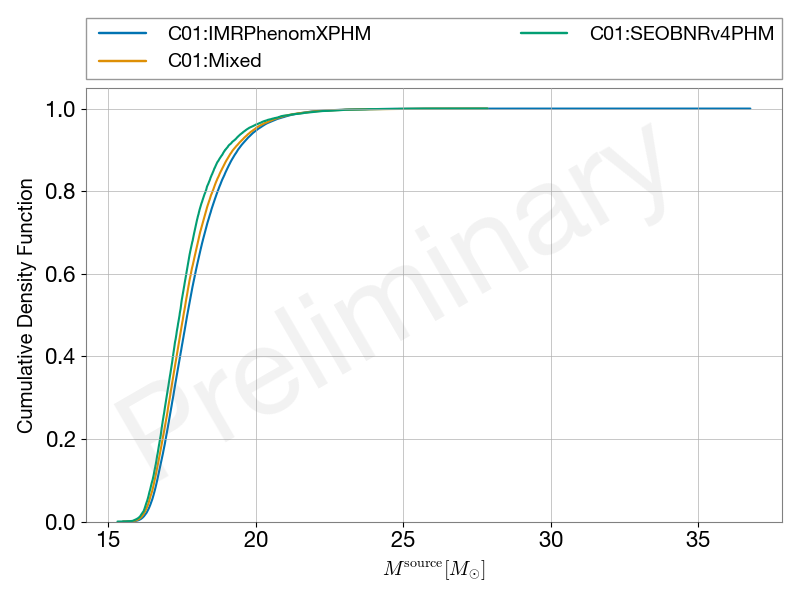 C01:IMRPhenomXPHM
C01:Mixed
C01:SEOBNRv4PHM
Cumulative Density Function
1.0
0.8
0.6
0.4
0.2
0.0
Preliminary
15 20 25 30 35
M^source [M_⊙]